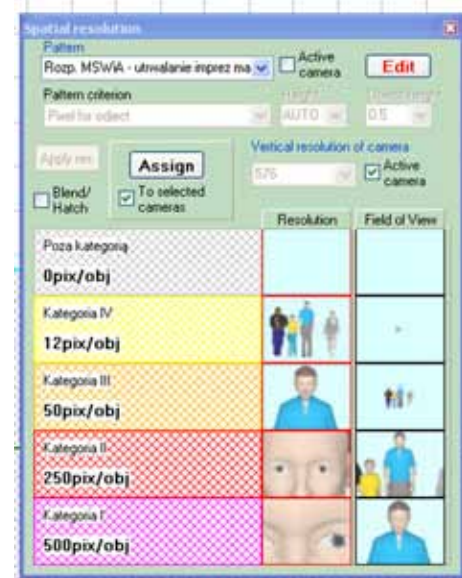 Spatial resolution
Pattern
Rozp. MSWiA - utrwalanie imprez ma
Active camera
Edit
Pattern criterion
Height
Pixel for object
AUTO
0.5
Vertical resolution of camera
Apply res.
Assign
576
Active camera
Blend/
Hatch
To selected
cameras
Resolution
Field of View
Poza kategorią
0pix/obj
Kategoria IV
12pix/obj
Kategoria III
50pix/obj
Kategoria II
250pix/obj
Kategoria I
500pix/obj